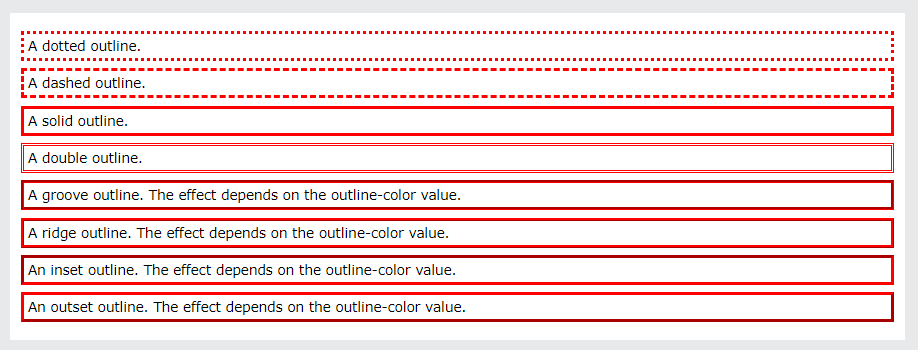 A dotted outline.
A dashed outline.
A solid outline.
A double outline.
A groove outline. The effect depends on the outline-color value.
A ridge outline. The effect depends on the outline-color value.
An inset outline. The effect depends on the outline-color value.
An outset outline. The effect depends on the outline-color value.